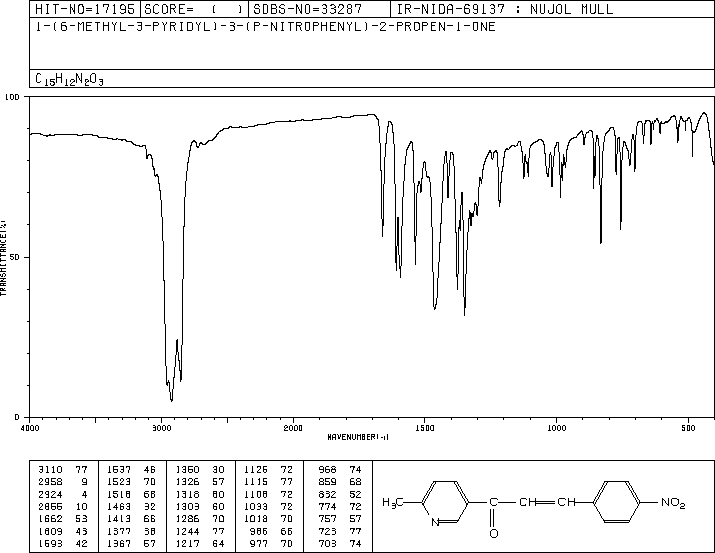 HIT-NO=17195 SCORE= ( ) SDBS-NO=33287 IR-NIDA-69137 : NUJOL MULL
1-(6-METHYL-3-PYRIDYL)-3-(P-NITROPHENYL)-2-PROPEN-1-ONE
C15H12N2O3
100
50
0
TRANSMITTANCE(%)
4000 3000 2000 1500 1000 500
WAVENUMBER(-1)
3110 77 1537 46 1350 30 1126 72 968 74
2958 9 1523 70 1326 57 1115 77 859 68
2924 4 1518 66 1318 60 1108 72 832 52
2855 10 1463 32 1303 60 1033 72 774 72
1662 53 1413 66 1286 70 1018 70 757 57
1609 43 1377 38 1244 77 986 66 723 77
1593 42 1367 57 1217 64 977 70 703 74
H3C N C O CH CH NO2